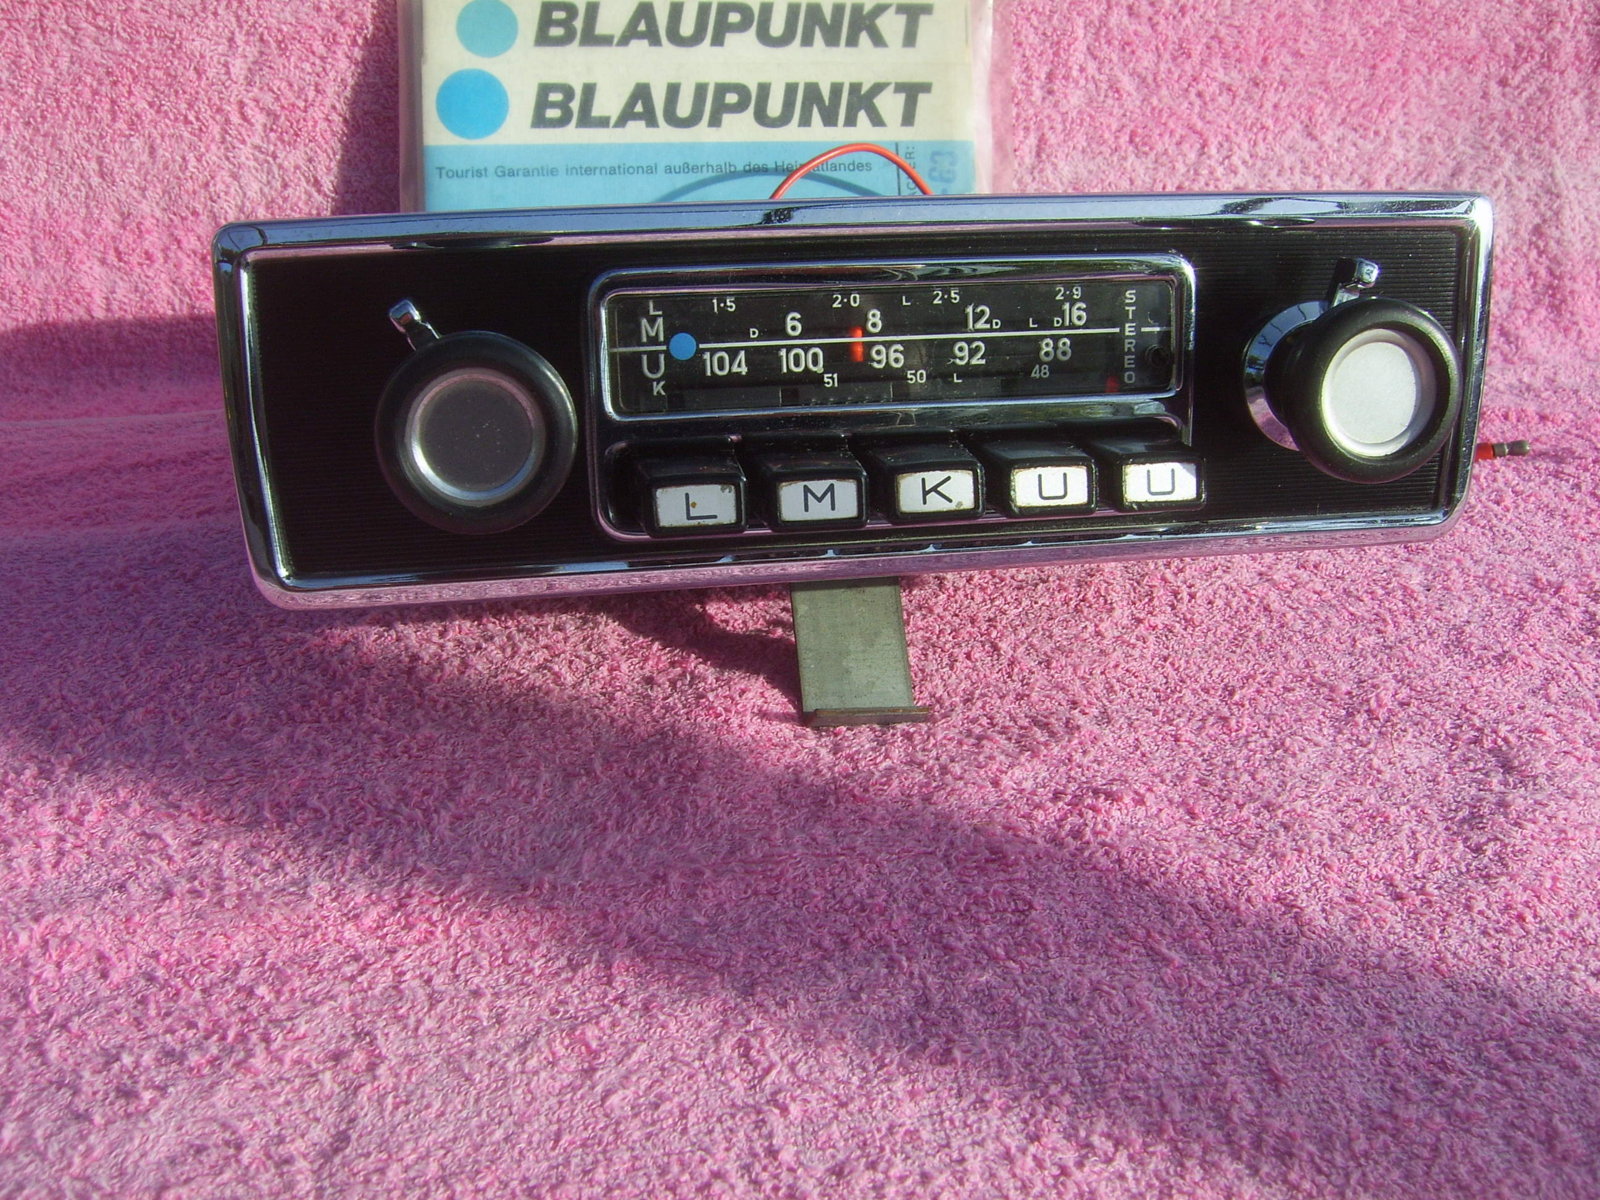 BLAUPUNKT
BLAUPUNKT
Tourist Garantie international außerhalb des Heimatlandes
L 1·5 2·0 L 2·5 2·9
M D 6 8 12 D L D 16
U 104 100 96 92 88
K 51 50 L 48
STEREO
L M K U U